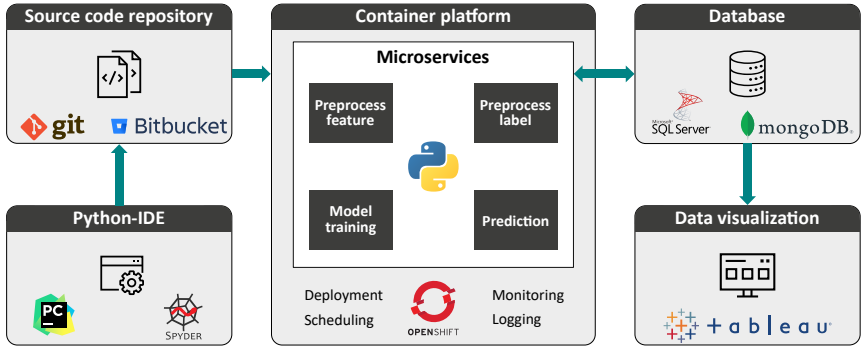 Source code repository
git
Bitbucket
Python-IDE
PC
SPYDER
Container platform
Microservices
Preprocess
feature
Preprocess
label
Model
training
Prediction
Deployment
Scheduling
OPENSHIFT
Monitoring
Logging
Database
Microsoft
SQL Server
mongoDB®
Data visualization
+ableau®